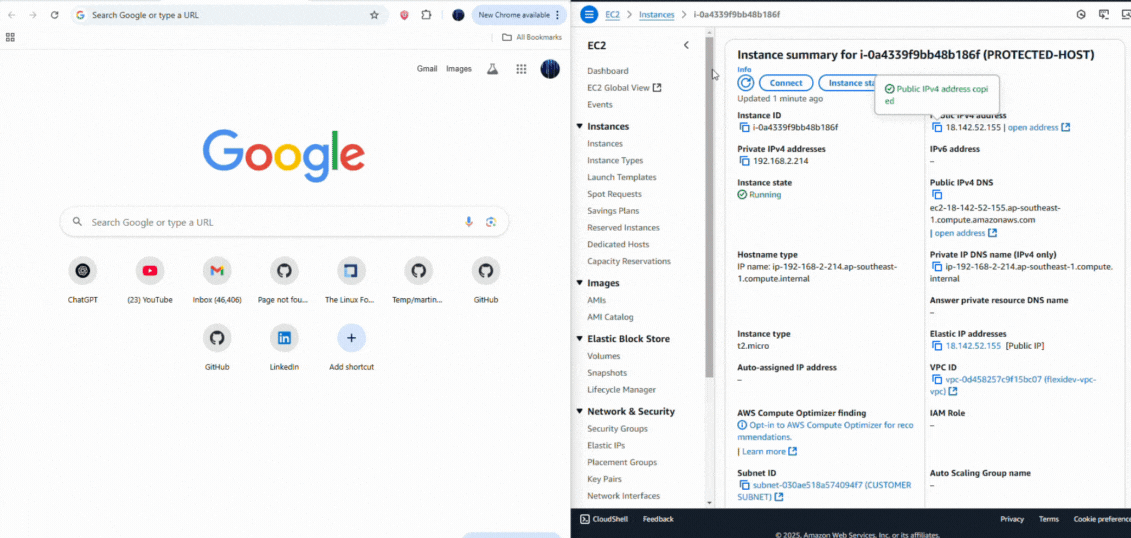 Search Google or type a URL
New Chrome available
All Bookmarks
Gmail Images
Google
Search Google or type a URL
ChatGPT
(23) YouTube
Inbox (46,406)
Page not fou...
The Linux Fo...
Temp/martin...
GitHub
GitHub
LinkedIn
Add shortcut
EC2 Instances i-0a4339f9bb48b186f
EC2
Dashboard
EC2 Global View
Events
Instances
Instances
Instance Types
Launch Templates
Spot Requests
Savings Plans
Reserved Instances
Dedicated Hosts
Capacity Reservations
Images
AMIs
AMI Catalog
Elastic Block Store
Volumes
Snapshots
Lifecycle Manager
Network & Security
Security Groups
Elastic IPs
Placement Groups
Key Pairs
Network Interfaces
Instance summary for i-0a4339f9bb48b186f (PROTECTED-HOST)
Info
Connect
Instance sta
Public IPv4 address copi
ed
Updated 1 minute ago
Instance ID
i-0a4339f9bb48b186f
Public IPv4 address
18.142.52.155 | open address
Private IPv4 addresses
192.168.2.214
IPv6 address
–
Instance state
Running
Public IPv4 DNS
ec2-18-142-52-155.ap-southeast-
1.compute.amazonaws.com
| open address
Hostname type
IP name: ip-192-168-2-214.ap-southeast-
1.compute.internal
Private IP DNS name (IPv4 only)
ip-192-168-2-214.ap-southeast-1.compute.
internal
Answer private resource DNS name
–
Instance type
t2.micro
Elastic IP addresses
18.142.52.155 [Public IP]
Auto-assigned IP address
–
VPC ID
vpc-0d458257c9f15bc07 (flexidev-vpc-
vpc)
AWS Compute Optimizer finding
Opt-in to AWS Compute Optimizer for reco
mmendations.
| Learn more
IAM Role
–
Subnet ID
subnet-030ae518a574094f7 (CUSTOMER
SUBNET)
Auto Scaling Group name
–
CloudShell Feedback
Privacy Terms Cookie preference
© 2025, Amazon Web Services, Inc. or its affiliates.